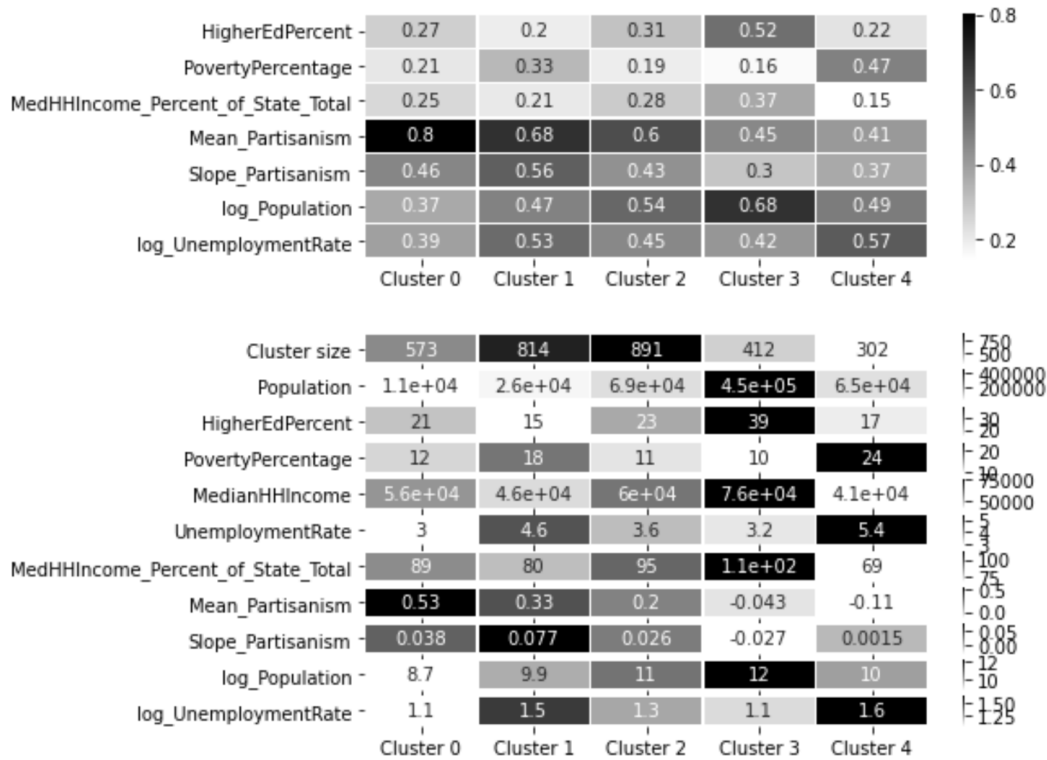 HigherEdPercent 0.27 0.2 0.31 0.52 0.22 0.8
PovertyPercentage 0.21 0.33 0.19 0.16 0.47
MedHHIncome_Percent_of_State_Total 0.25 0.21 0.28 0.37 0.15 0.6
Mean_Partisanism 0.8 0.68 0.6 0.45 0.41
Slope_Partisanism 0.46 0.56 0.43 0.3 0.37 0.4
log_Population 0.37 0.47 0.54 0.68 0.49
log_UnemploymentRate 0.39 0.53 0.45 0.42 0.57 0.2
Cluster 0 Cluster 1 Cluster 2 Cluster 3 Cluster 4
Cluster size 573 814 891 412 302 750 500
Population 1.1e+04 2.6e+04 6.9e+04 4.5e+05 6.5e+04 400000 200000
HigherEdPercent 21 15 23 39 17 30 20
PovertyPercentage 12 18 11 10 24 20 10
MedianHHIncome 5.6e+04 4.6e+04 6e+04 7.6e+04 4.1e+04 75000 50000
UnemploymentRate 3 4.6 3.6 3.2 5.4 5 4 3
MedHHIncome_Percent_of_State_Total 89 80 95 1.1e+02 69 100 75
Mean_Partisanism 0.53 0.33 0.2 -0.043 -0.11 0.5 0.0
Slope_Partisanism 0.038 0.077 0.026 -0.027 0.0015 0.05 0.00
log_Population 8.7 9.9 11 12 10 12 10
log_UnemploymentRate 1.1 1.5 1.3 1.1 1.6 1.50 1.25
Cluster 0 Cluster 1 Cluster 2 Cluster 3 Cluster 4